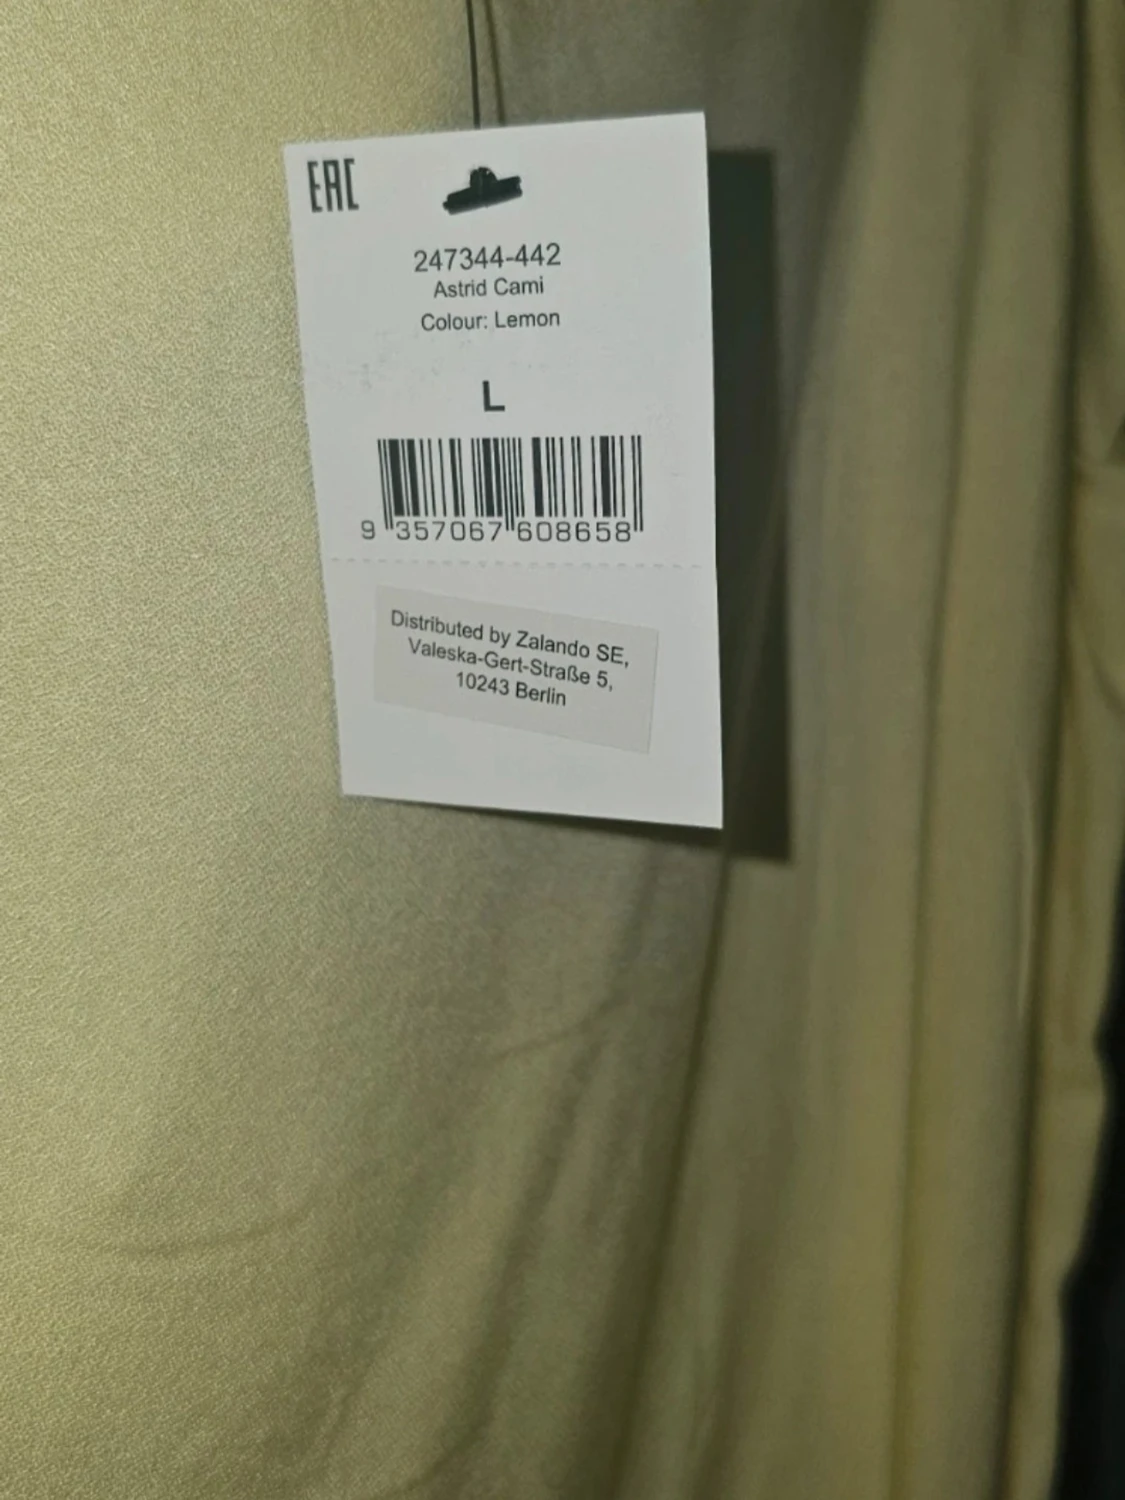 EAC
247344-442
Astrid Cami
Colour: Lemon
L
9 357067 608658
Distributed by Zalando SE,
Valeska-Gert-Straße 5,
10243 Berlin